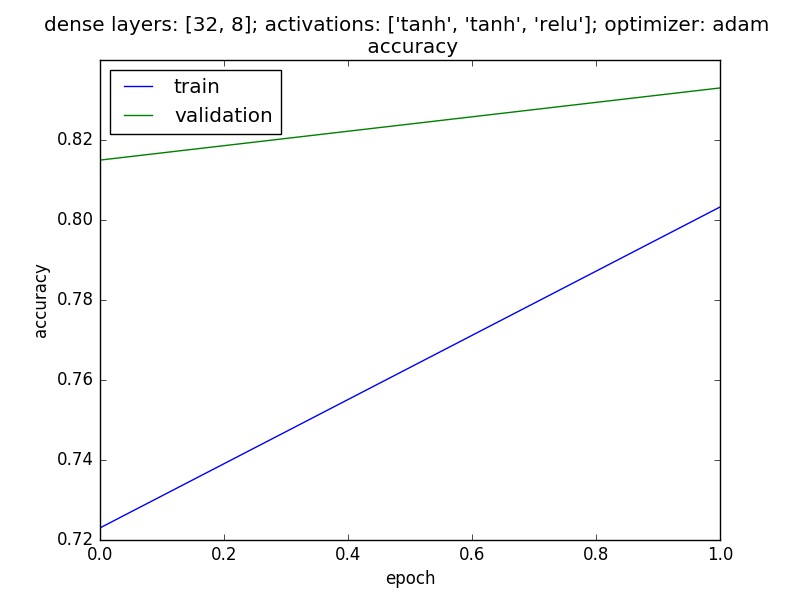 dense layers: [32, 8]; activations: ['tanh', 'tanh', 'relu']; optimizer: adam
accuracy
train
validation
0.82
0.80
0.78
0.76
0.74
0.72
accuracy
0.0 0.2 0.4 0.6 0.8 1.0
epoch